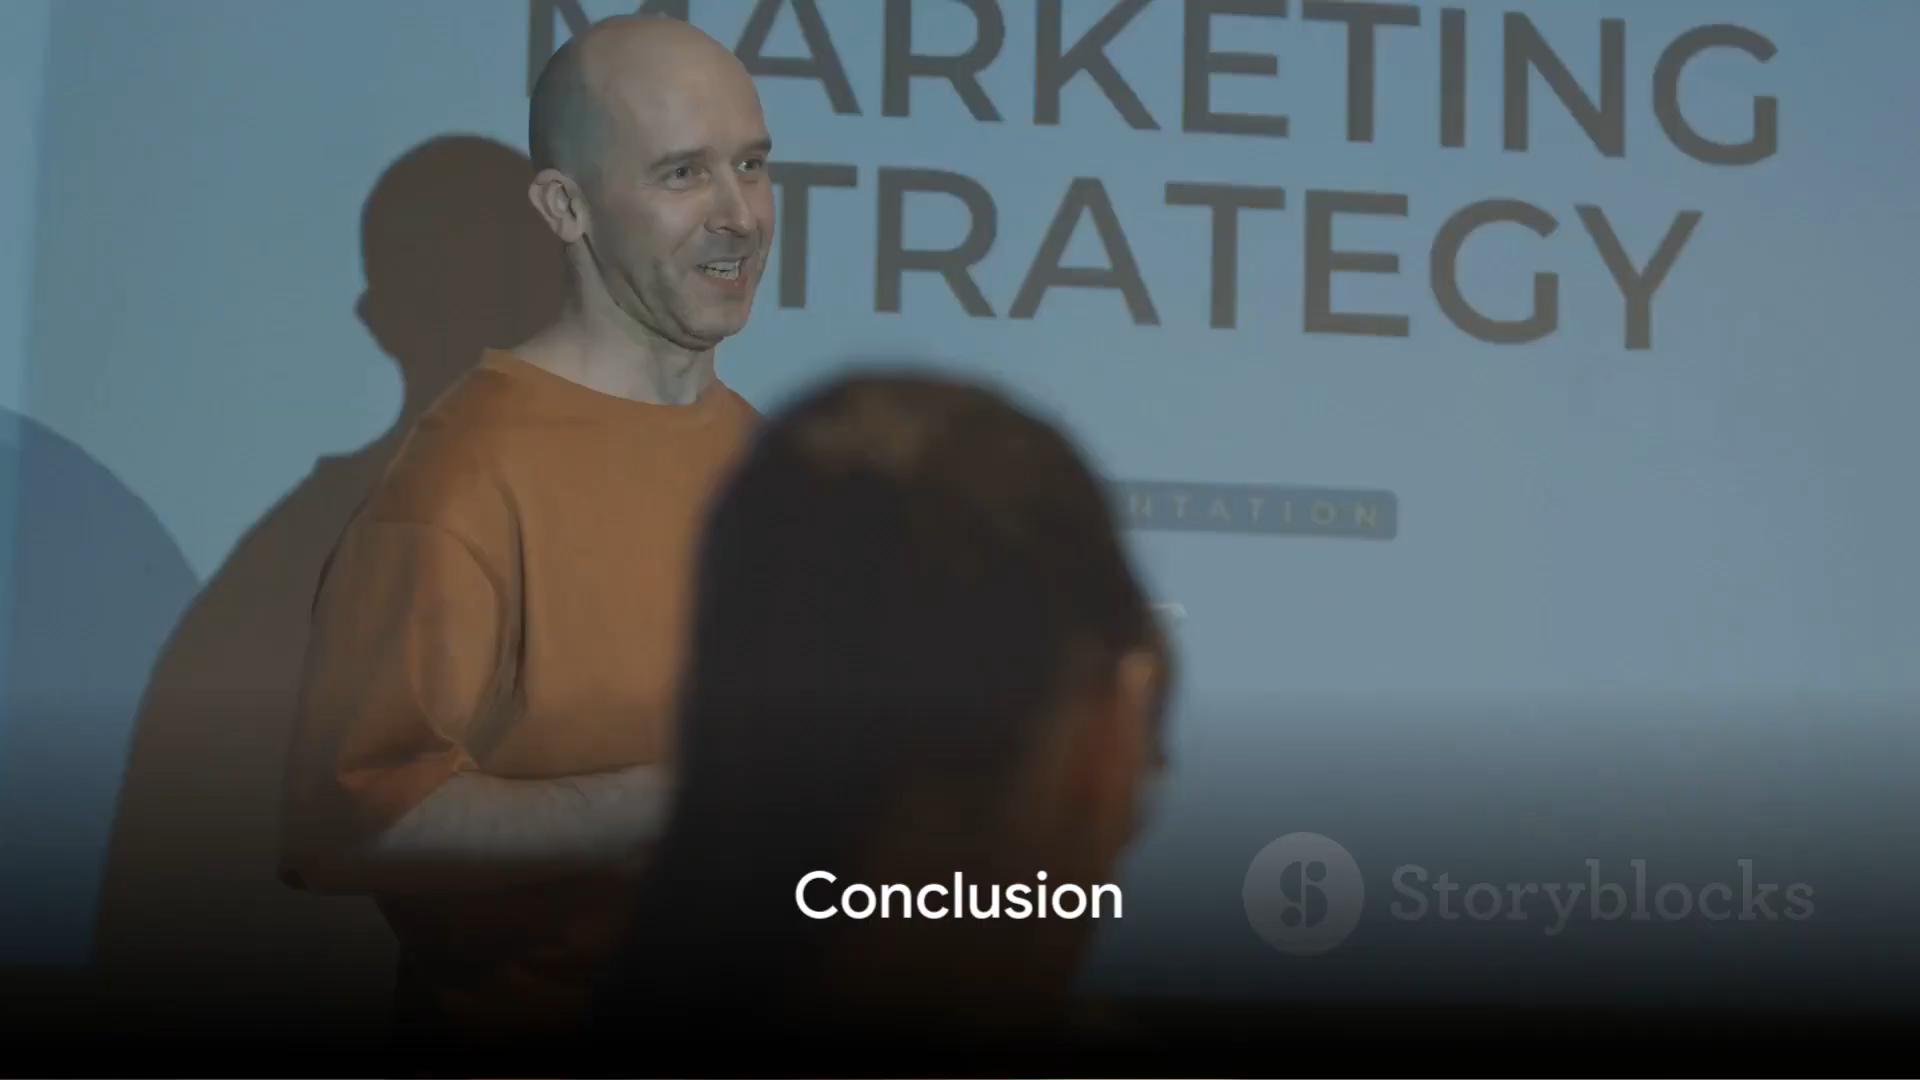 MARKETING
TRATEGY
NTATION
Conclusion
Storyblocks